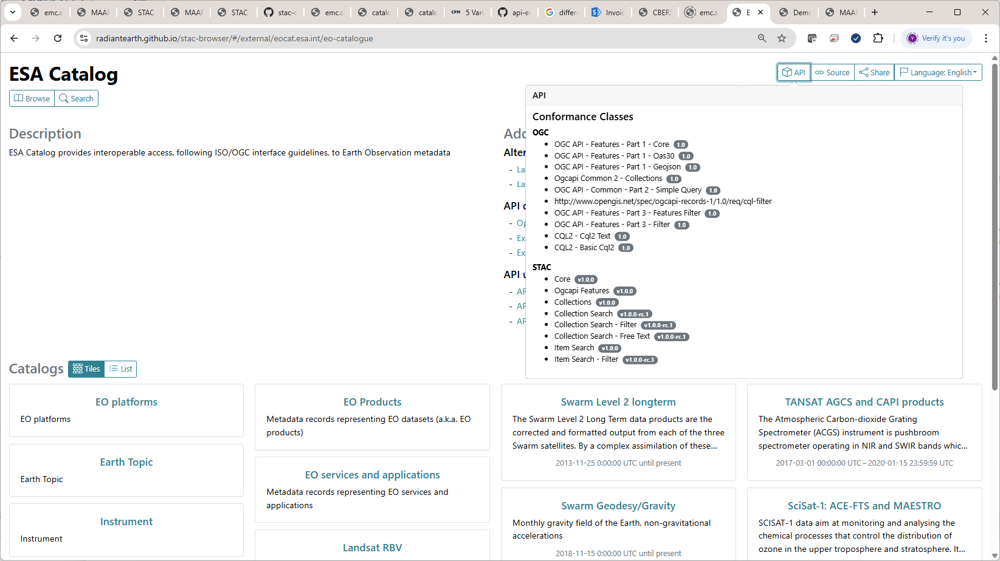 emc.s
MAAP
STAC
MAAP
STAC
stac-c
emc.s
catalo
catalo
CPM 5 Vari
api-ev
differ
Invoic
CBERS
emc.s
E
Demo
MAAP
radiantearth.github.io/stac-browser/#/external/eocat.esa.int/eo-catalogue
Y Verify it's you
ESA Catalog
API
Source
Share
Language: English
Browse
Search
API
Conformance Classes
OGC
OGC API - Features - Part 1 - Core 1.0
OGC API - Features - Part 1 - Oas30 1.0
OGC API - Features - Part 1 - Geojson 1.0
Ogcapi Common 2 - Collections 1.0
OGC API - Common - Part 2 - Simple Query 1.0
http://www.opengis.net/spec/ogcapi-records-1/1.0/req/cql-filter
OGC API - Features - Part 3 - Features Filter 1.0
OGC API - Features - Part 3 - Filter 1.0
CQL2 - Cql2 Text 1.0
CQL2 - Basic Cql2 1.0
STAC
Core v1.0.0
Ogcapi Features v1.0.0
Collections v1.0.0
Collection Search v1.0.0-rc.1
Collection Search - Filter v1.0.0-rc.1
Collection Search - Free Text v1.0.0-rc.1
Item Search v1.0.0
Item Search - Filter v1.0.0-rc.3
Description
ESA Catalog provides interoperable access, following ISO/OGC interface guidelines, to Earth Observation metadata
Add
Alter
- La
- La
API c
- Op
- Ex
- Ex
API u
- AP
- AP
- AP
Catalogs
Tiles
List
EO platforms
EO platforms
Earth Topic
Earth Topic
Instrument
Instrument
EO Products
Metadata records representing EO datasets (a.k.a. EO
products)
EO services and applications
Metadata records representing EO services and
applications
Landsat RBV
Swarm Level 2 longterm
The Swarm Level 2 Long Term data products are the
corrected and formatted output from each of the three
Swarm satellites. By a complex assimilation of these...
2013-11-25 0:00:00 UTC until present
Swarm Geodesy/Gravity
Monthly gravity field of the Earth, non-gravitational
accelerations
2018-11-15 0:00:00 UTC until present
TANSAT AGCS and CAPI products
The Atmospheric Carbon-dioxide Grating
Spectrometer (ACGS) instrument is pushbroom
spectrometer operating in NIR and SWIR bands whic...
2017-03-01 00:00:00 UTC – 2020-01-15 23:59:59 UTC
SciSat-1: ACE-FTS and MAESTRO
SCISAT-1 data aim at monitoring and analysing the
chemical processes that control the distribution of
ozone in the upper troposphere and stratosphere. It...